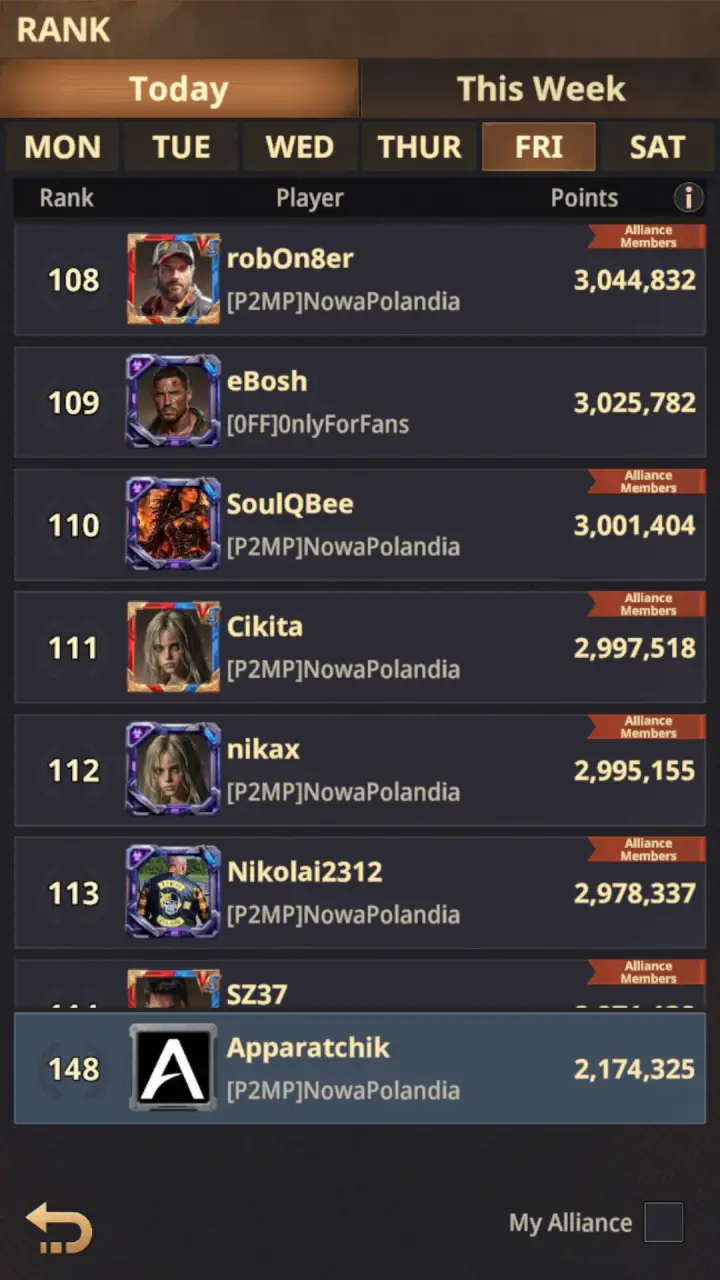 RANK
Today
This Week
MON
TUE
WED
THUR
FRI
SAT
Rank
Player
Points
108
robOn8er
[P2MP]NowaPolandia
Alliance
Members
3,044,832
109
eBosh
[0FF]0nlyForFans
3,025,782
110
SoulQBee
[P2MP]NowaPolandia
Alliance
Members
3,001,404
111
Cikita
[P2MP]NowaPolandia
Alliance
Members
2,997,518
112
nikax
[P2MP]NowaPolandia
Alliance
Members
2,995,155
113
Nikolai2312
[P2MP]NowaPolandia
Alliance
Members
2,978,337
SZ37
Alliance
Members
148
Apparatchik
[P2MP]NowaPolandia
2,174,325
My Alliance